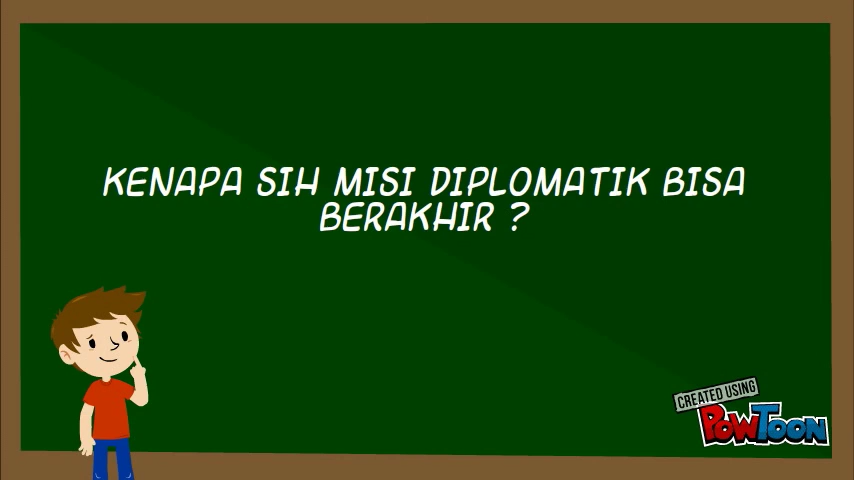 KENAPA SIH MISI DIPLOMATIK BISA
BERAKHIR ?
CREATED USING
POWTOON